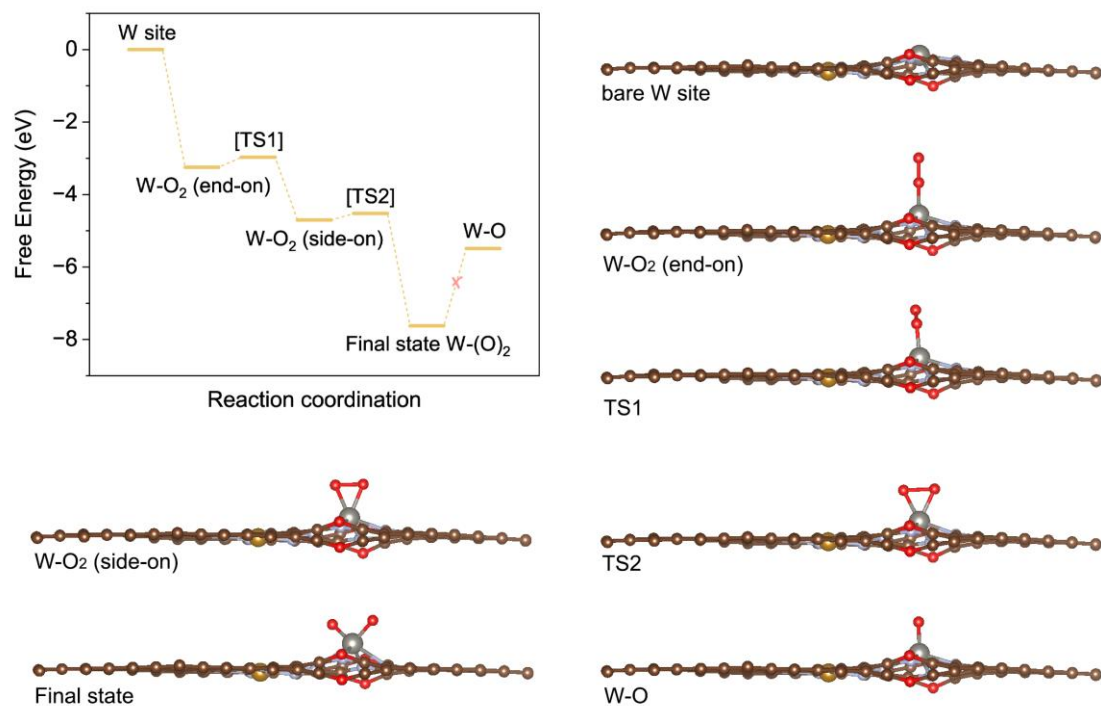 W site
0
−2
−4
−6
−8
Free Energy (eV)
[TS1]
W-O₂ (end-on)
[TS2]
W-O₂ (side-on)
W-O
Final state W-(O)₂
Reaction coordination
bare W site
W-O₂ (end-on)
TS1
W-O₂ (side-on)
TS2
Final state
W-O